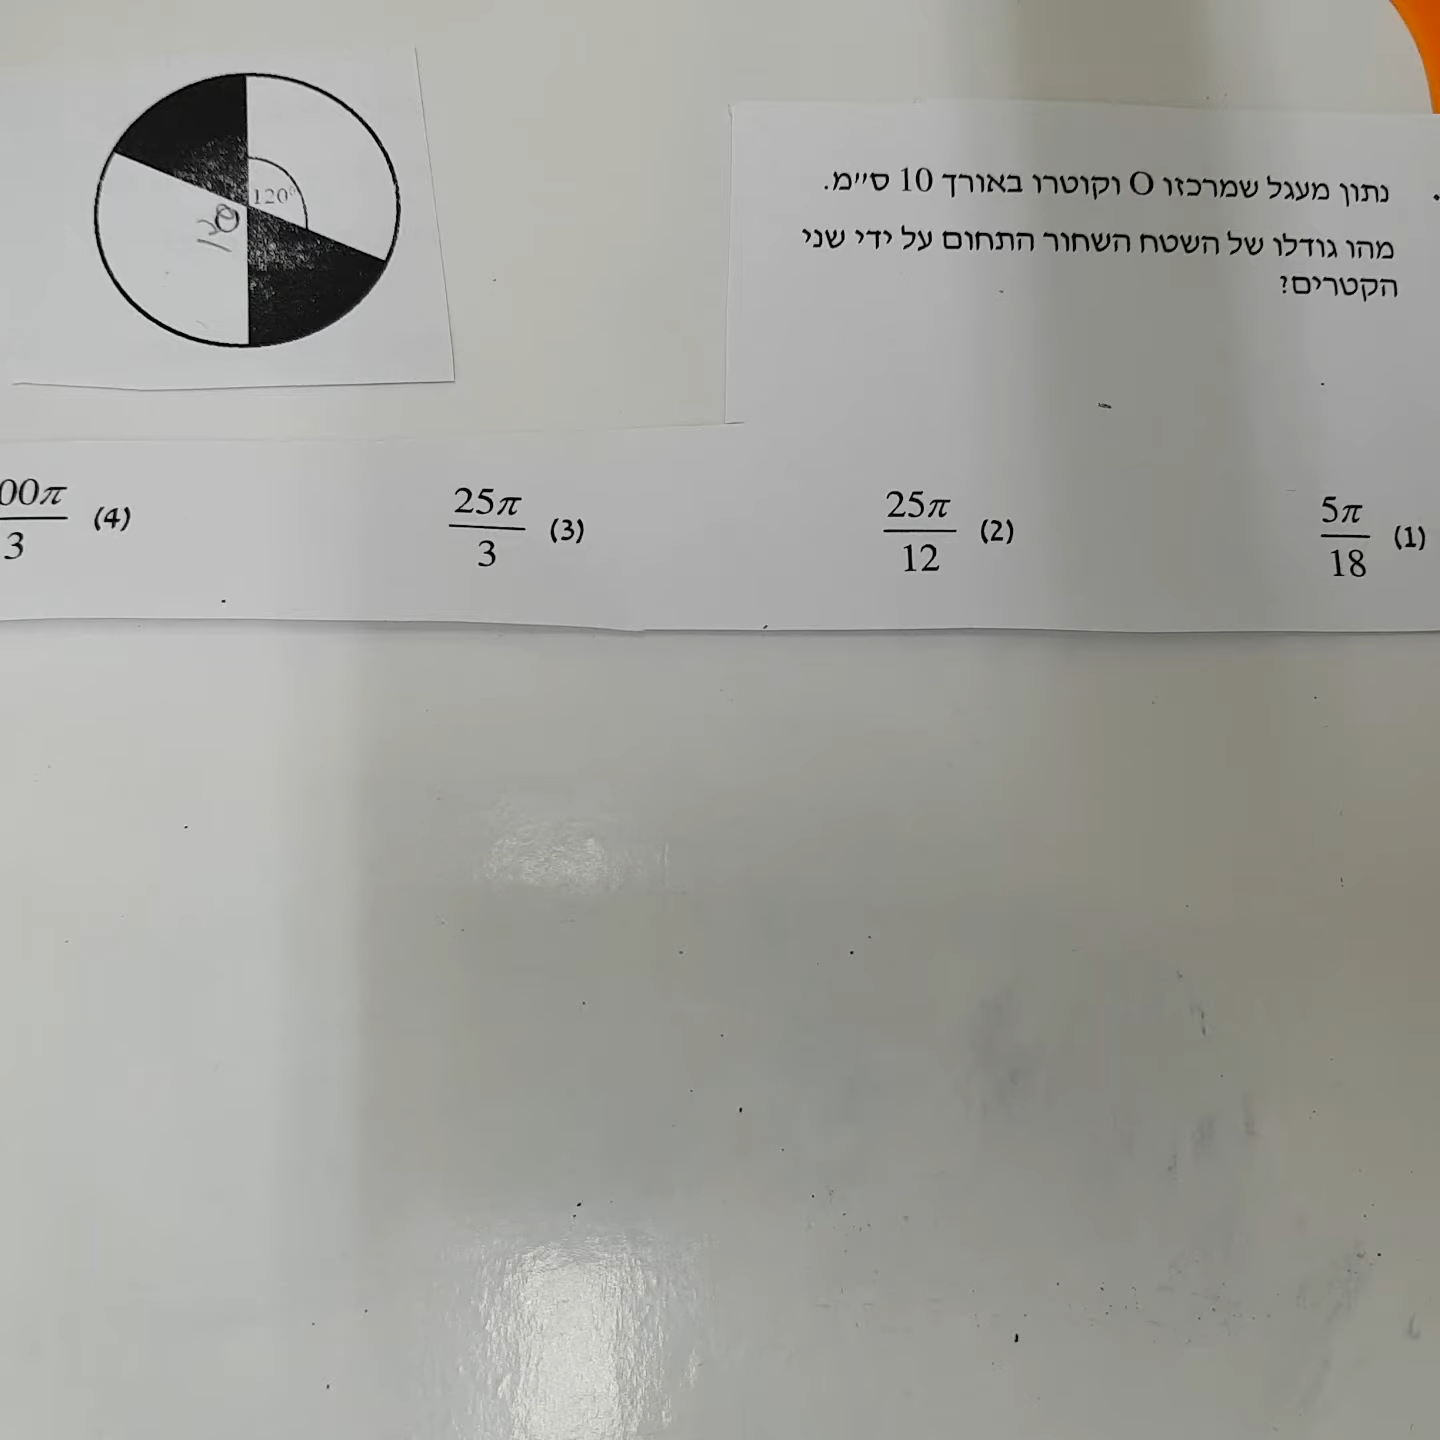 נתון מעגל שמרכזו O וקוטרו באורך 10 ס"מ.
מהו גודלו של השטח השחור התחום על ידי שני
הקטרים?
120°
(1) 5π/18
(2) 25π/12
(3) 25π/3
(4) 00π/3